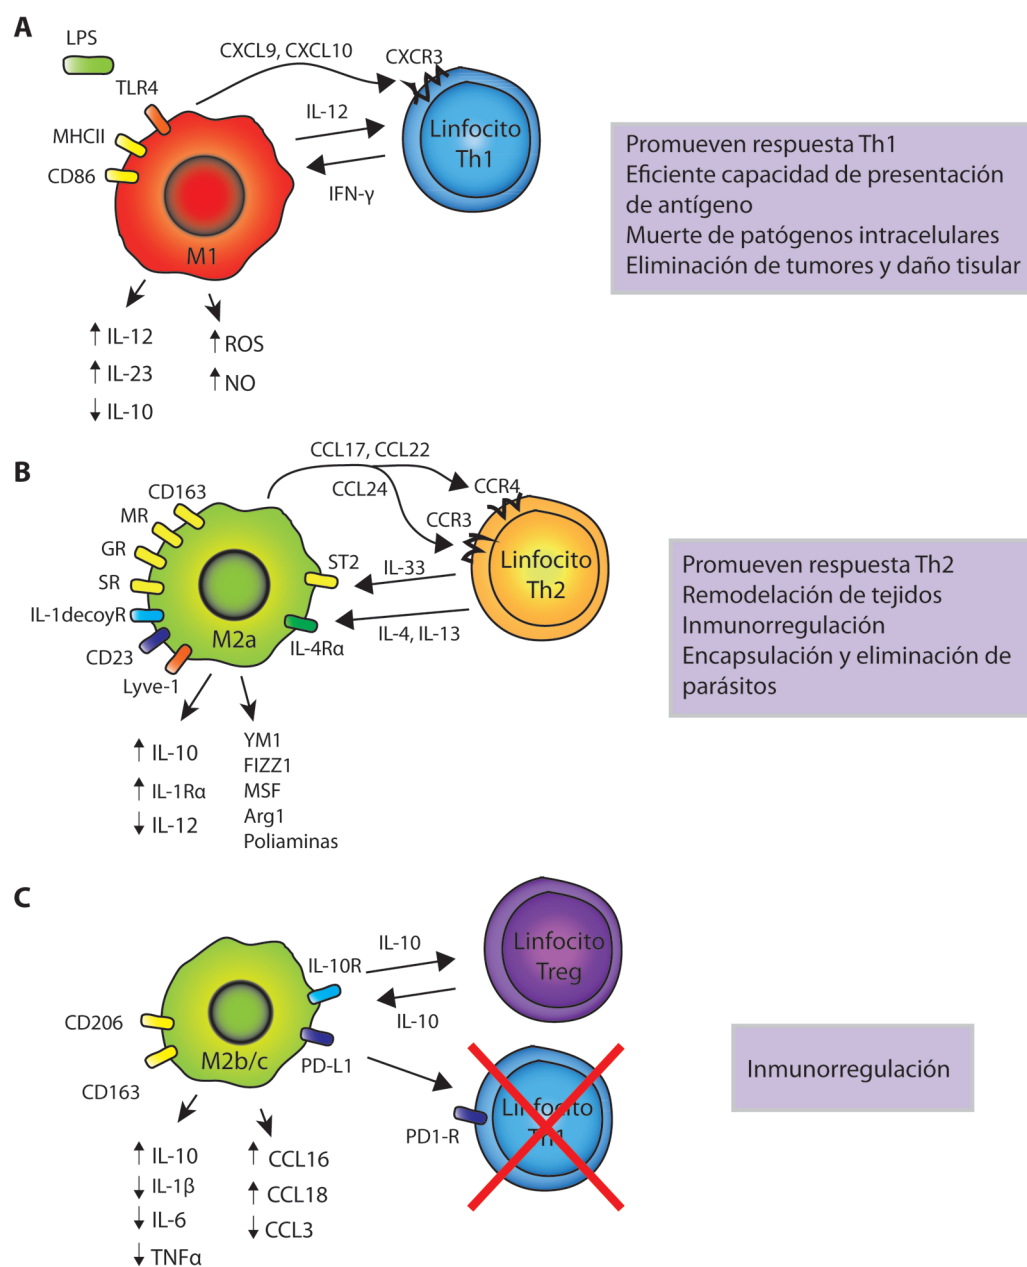 A
LPS
TLR4
MHCII
CD86
M1
CXCL9, CXCL10
CXCR3
IL-12
IFN-γ
Linfocito
Th1
IL-12
IL-23
IL-10
ROS
NO
Promueven respuesta Th1
Eficiente capacidad de presentación
de antígeno
Muerte de patógenos intracelulares
Eliminación de tumores y daño tisular
B
CD163
MR
GR
SR
IL-1decoyR
CD23
Lyve-1
M2a
ST2
IL-4Rα
CCL17, CCL22
CCL24
CCR4
CCR3
IL-33
IL-4, IL-13
Linfocito
Th2
IL-10
IL-1Rα
IL-12
YM1
FIZZ1
MSF
Arg1
Poliaminas
Promueven respuesta Th2
Remodelación de tejidos
Inmunorregulación
Encapsulación y eliminación de
parásitos
C
CD206
CD163
M2b/c
IL-10R
PD-L1
IL-10
IL-10
Linfocito
Treg
PD1-R
Linfocito
Th1
IL-10
IL-1β
IL-6
TNFα
CCL16
CCL18
CCL3
Inmunorregulación